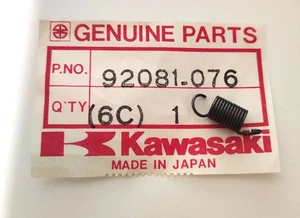 GENUINE PARTS
P.NO. 92081.076
Q'TY (6C) 1
Kawasaki
MADE IN JAPAN